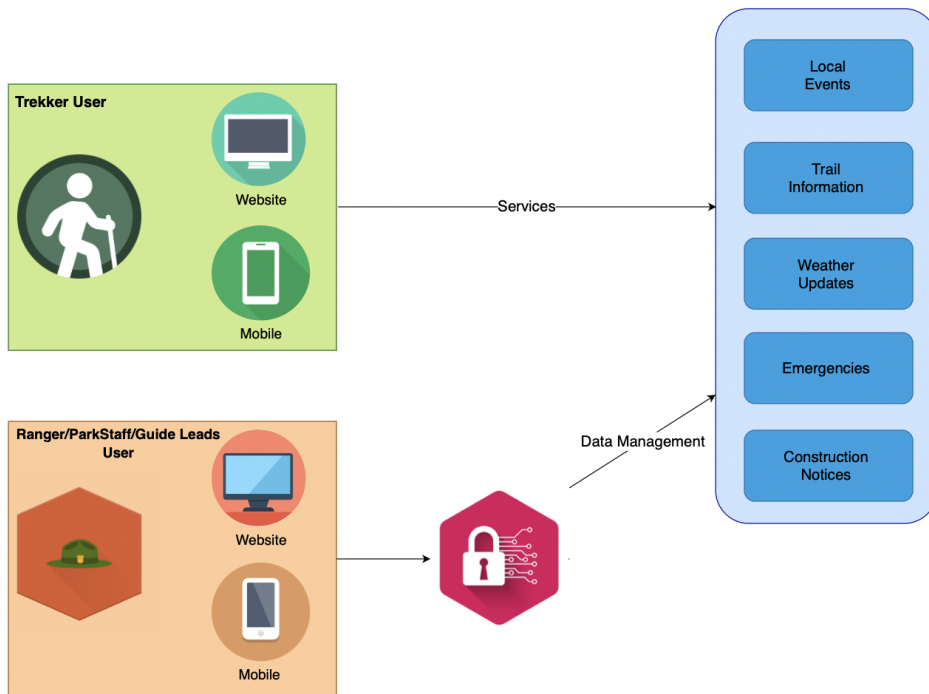 Trekker User
Website
Mobile
Services
Local
Events
Trail
Information
Weather
Updates
Emergencies
Construction
Notices
Ranger/ParkStaff/Guide Leads
User
Website
Mobile
Data Management